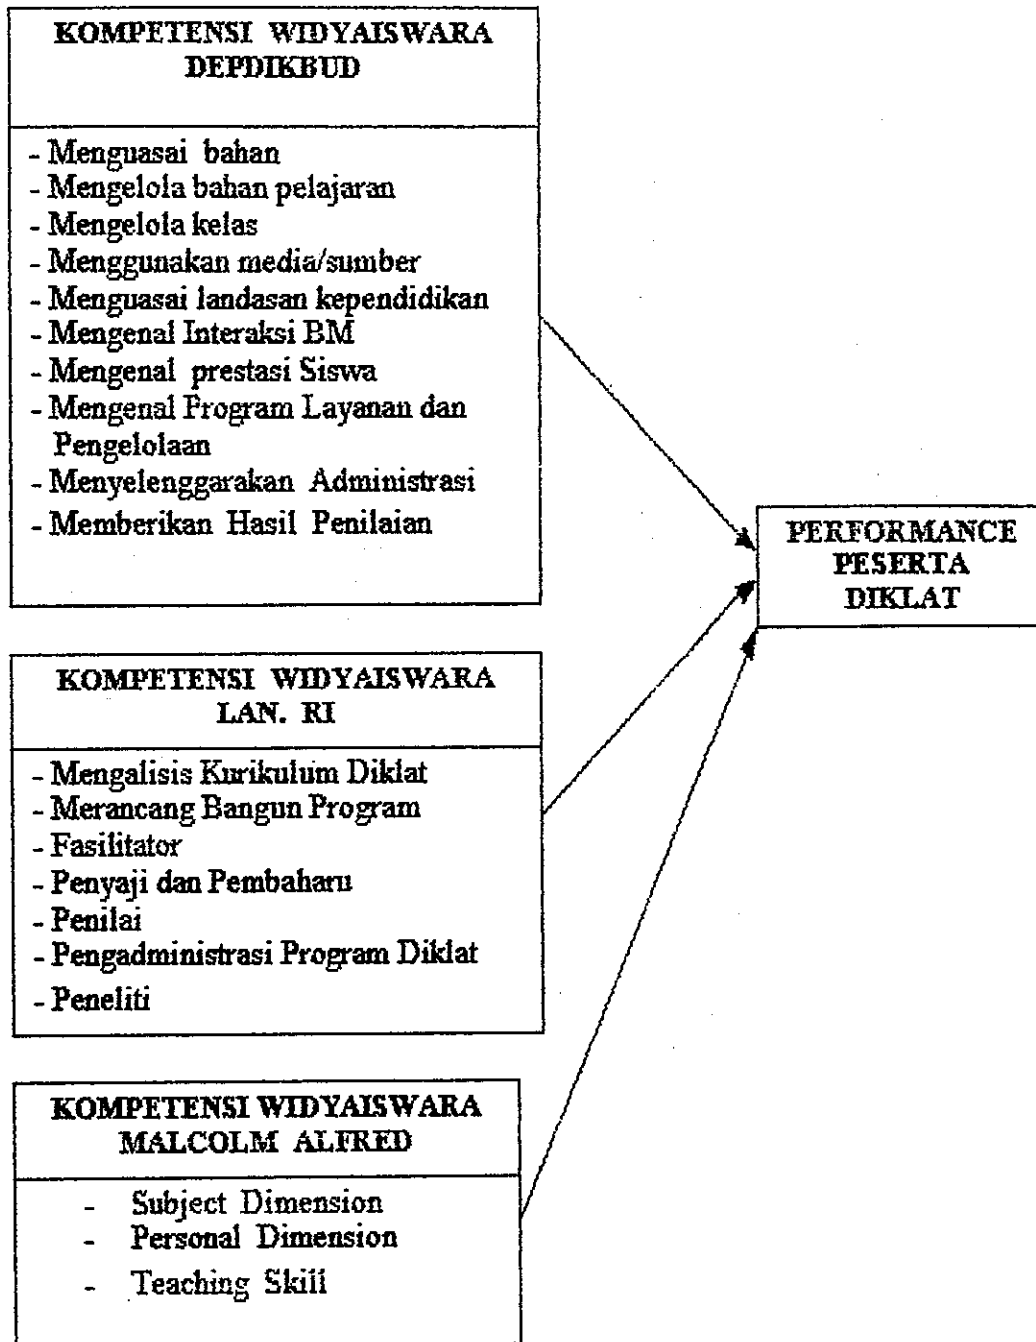 KOMPETENSI WIDYAISWARA
DEPDIKBUD
- Menguasai bahan
- Mengelola bahan pelajaran
- Mengelola kelas
- Menggunakan media/sumber
- Menguasai landasan kependidikan
- Mengenal Interaksi BM
- Mengenal prestasi Siswa
- Mengenal Program Layanan dan
Pengelolaan
- Menyelenggarakan Administrasi
- Memberikan Hasil Penilaian
PERFORMANCE
PESERTA
DIKLAT
KOMPETENSI WIDYAISWARA
LAN. RI
- Mengalisis Kurikulum Diklat
- Merancang Bangun Program
- Fasilitator
- Penyaji dan Pembaharu
- Penilai
- Pengadministrasi Program Diklat
- Peneliti
KOMPETENSI WIDYAISWARA
MALCOLM ALFRED
- Subject Dimension
- Personal Dimension
- Teaching Skill